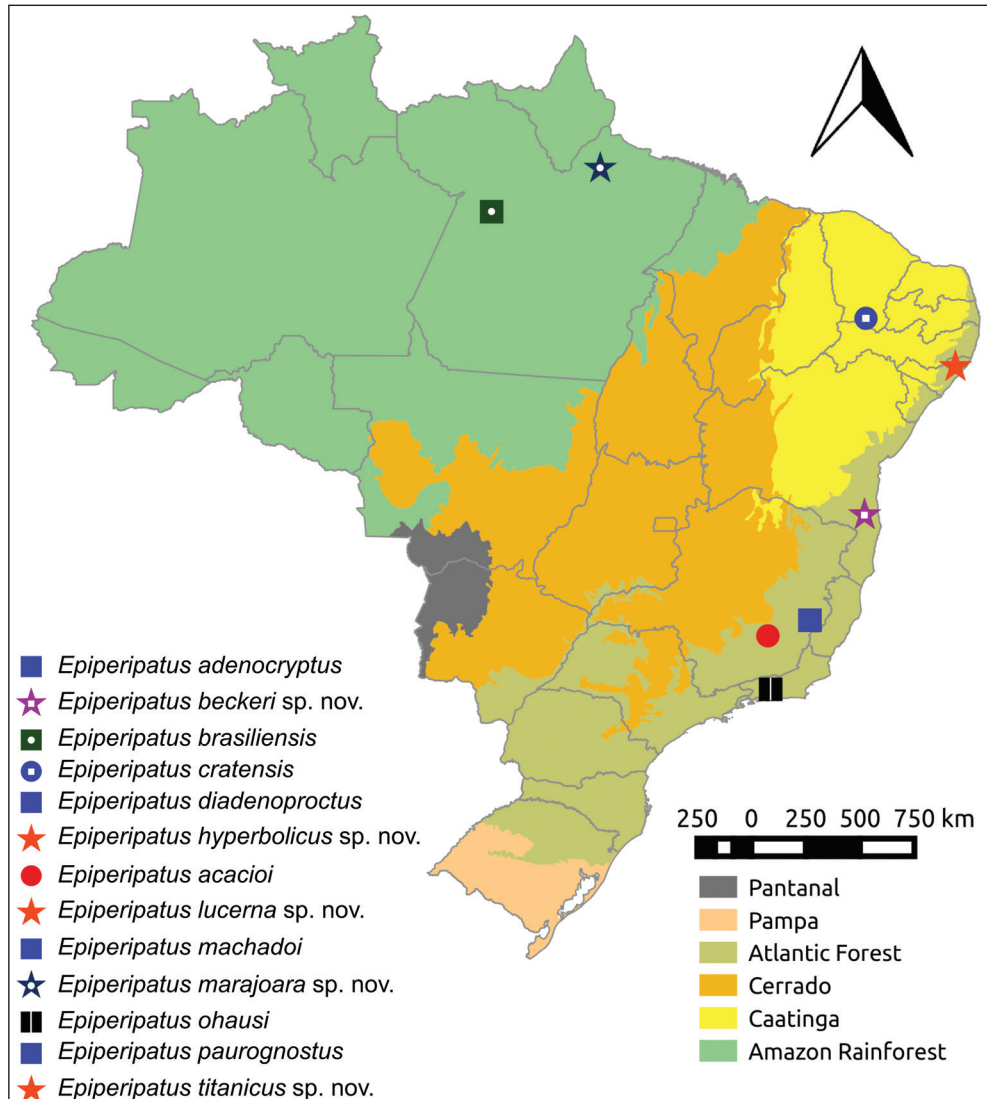 Epiperipatus adenocryptus
Epiperipatus beckeri sp. nov.
Epiperipatus brasiliensis
Epiperipatus cratensis
Epiperipatus diadenoproctus
Epiperipatus hyperbolicus sp. nov.
Epiperipatus acacioi
Epiperipatus lucerna sp. nov.
Epiperipatus machadoi
Epiperipatus marajoara sp. nov.
Epiperipatus ohausi
Epiperipatus paurognostus
Epiperipatus titanicus sp. nov.
250 0 250 500 750 km
Pantanal
Pampa
Atlantic Forest
Cerrado
Caatinga
Amazon Rainforest